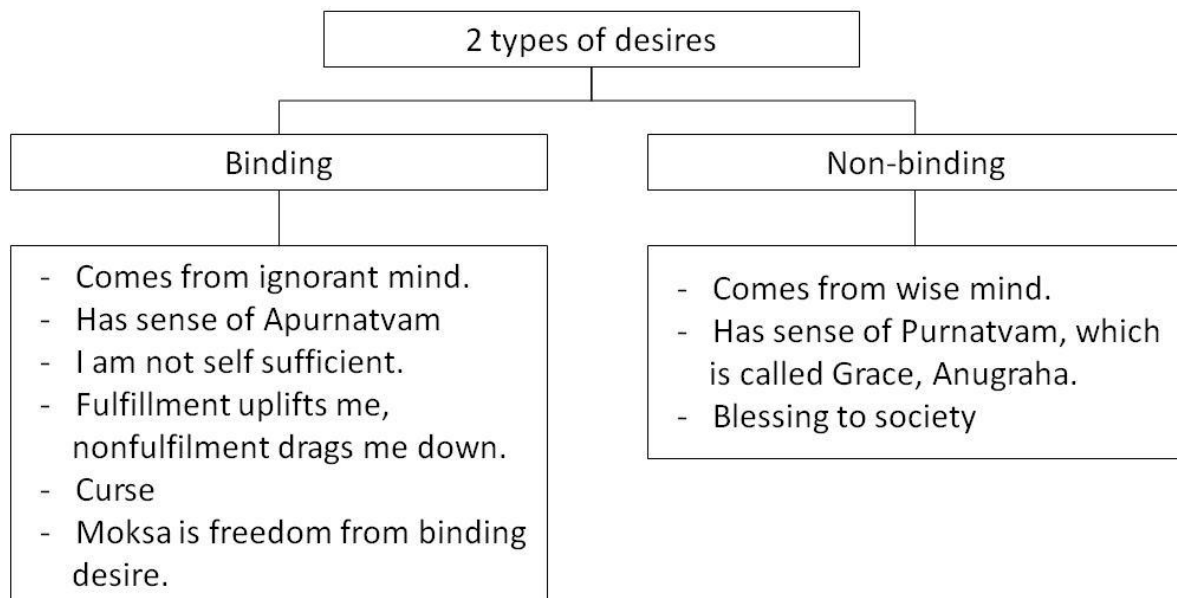 2 types of desires
Binding
Non-binding
- Comes from ignorant mind.
- Has sense of Apurnatvam
- I am not self sufficient.
- Fulfillment uplifts me,
nonfulfilment drags me down.
- Curse
- Moksa is freedom from binding
desire.
- Comes from wise mind.
- Has sense of Purnatvam, which
is called Grace, Anugraha.
- Blessing to society